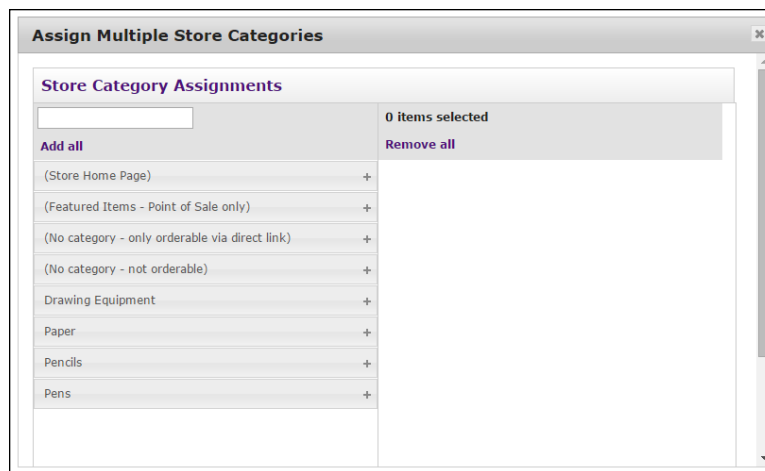 Assign Multiple Store Categories
Store Category Assignments
0 items selected
Add all
Remove all
(Store Home Page)
(Featured Items - Point of Sale only)
(No category - only orderable via direct link)
(No category - not orderable)
Drawing Equipment
Paper
Pencils
Pens